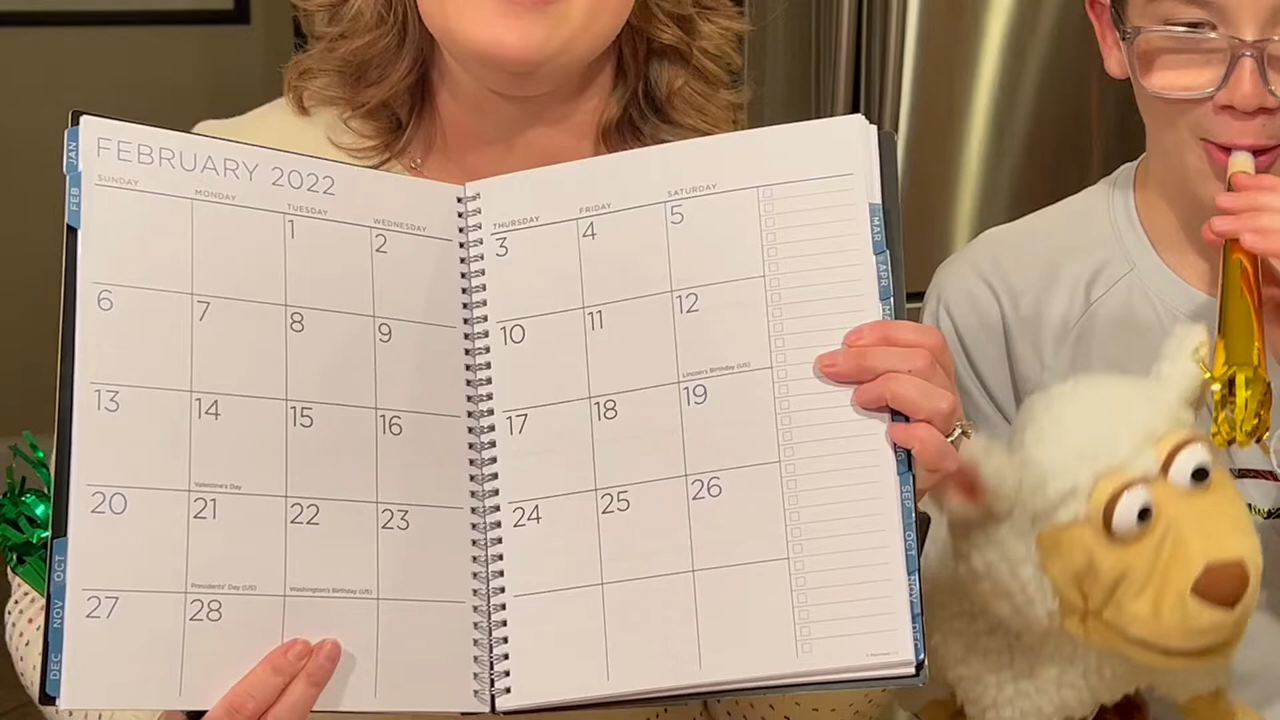 FEBRUARY 2022
SUNDAY MONDAY TUESDAY WEDNESDAY THURSDAY FRIDAY SATURDAY
1 2 3 4 5
6 7 8 9 10 11 12
Lincoln's Birthday (US)
13 14 15 16 17 18 19
Valentine's Day
20 21 22 23 24 25 26
Presidents' Day (US) Washington's Birthday (US)
27 28
JAN
FEB
OCT
NOV
DEC
MAR
APR
SEP
OCT
NOV
DEC